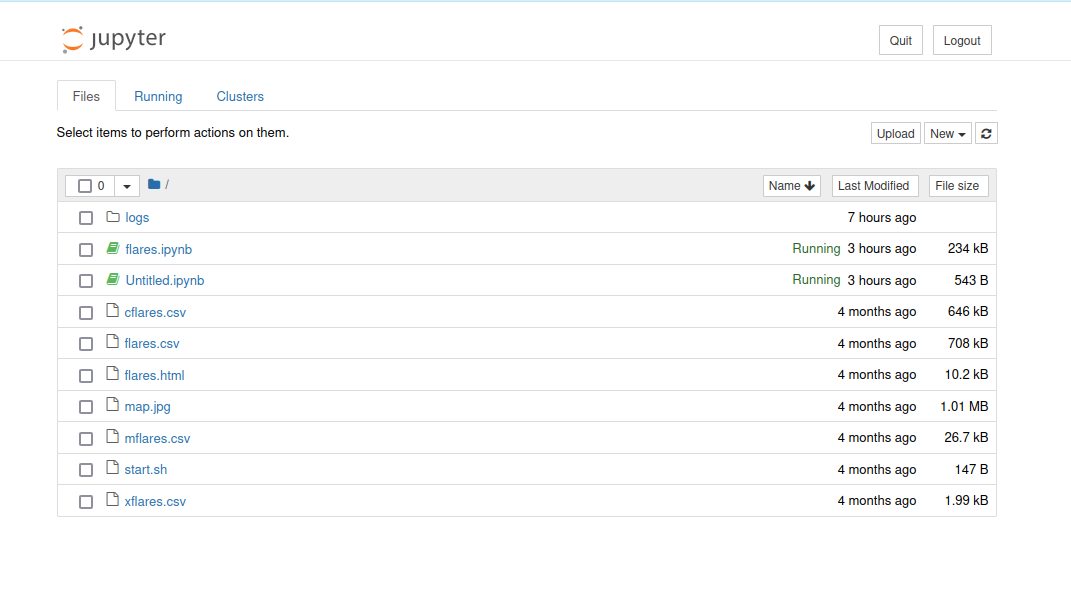 jupyter Quit Logout
Files Running Clusters
Select items to perform actions on them. Upload New
0 / Name Last Modified File size
logs 7 hours ago
flares.ipynb Running 3 hours ago 234 kB
Untitled.ipynb Running 3 hours ago 543 B
cflares.csv 4 months ago 646 kB
flares.csv 4 months ago 708 kB
flares.html 4 months ago 10.2 kB
map.jpg 4 months ago 1.01 MB
mflares.csv 4 months ago 26.7 kB
start.sh 4 months ago 147 B
xflares.csv 4 months ago 1.99 kB